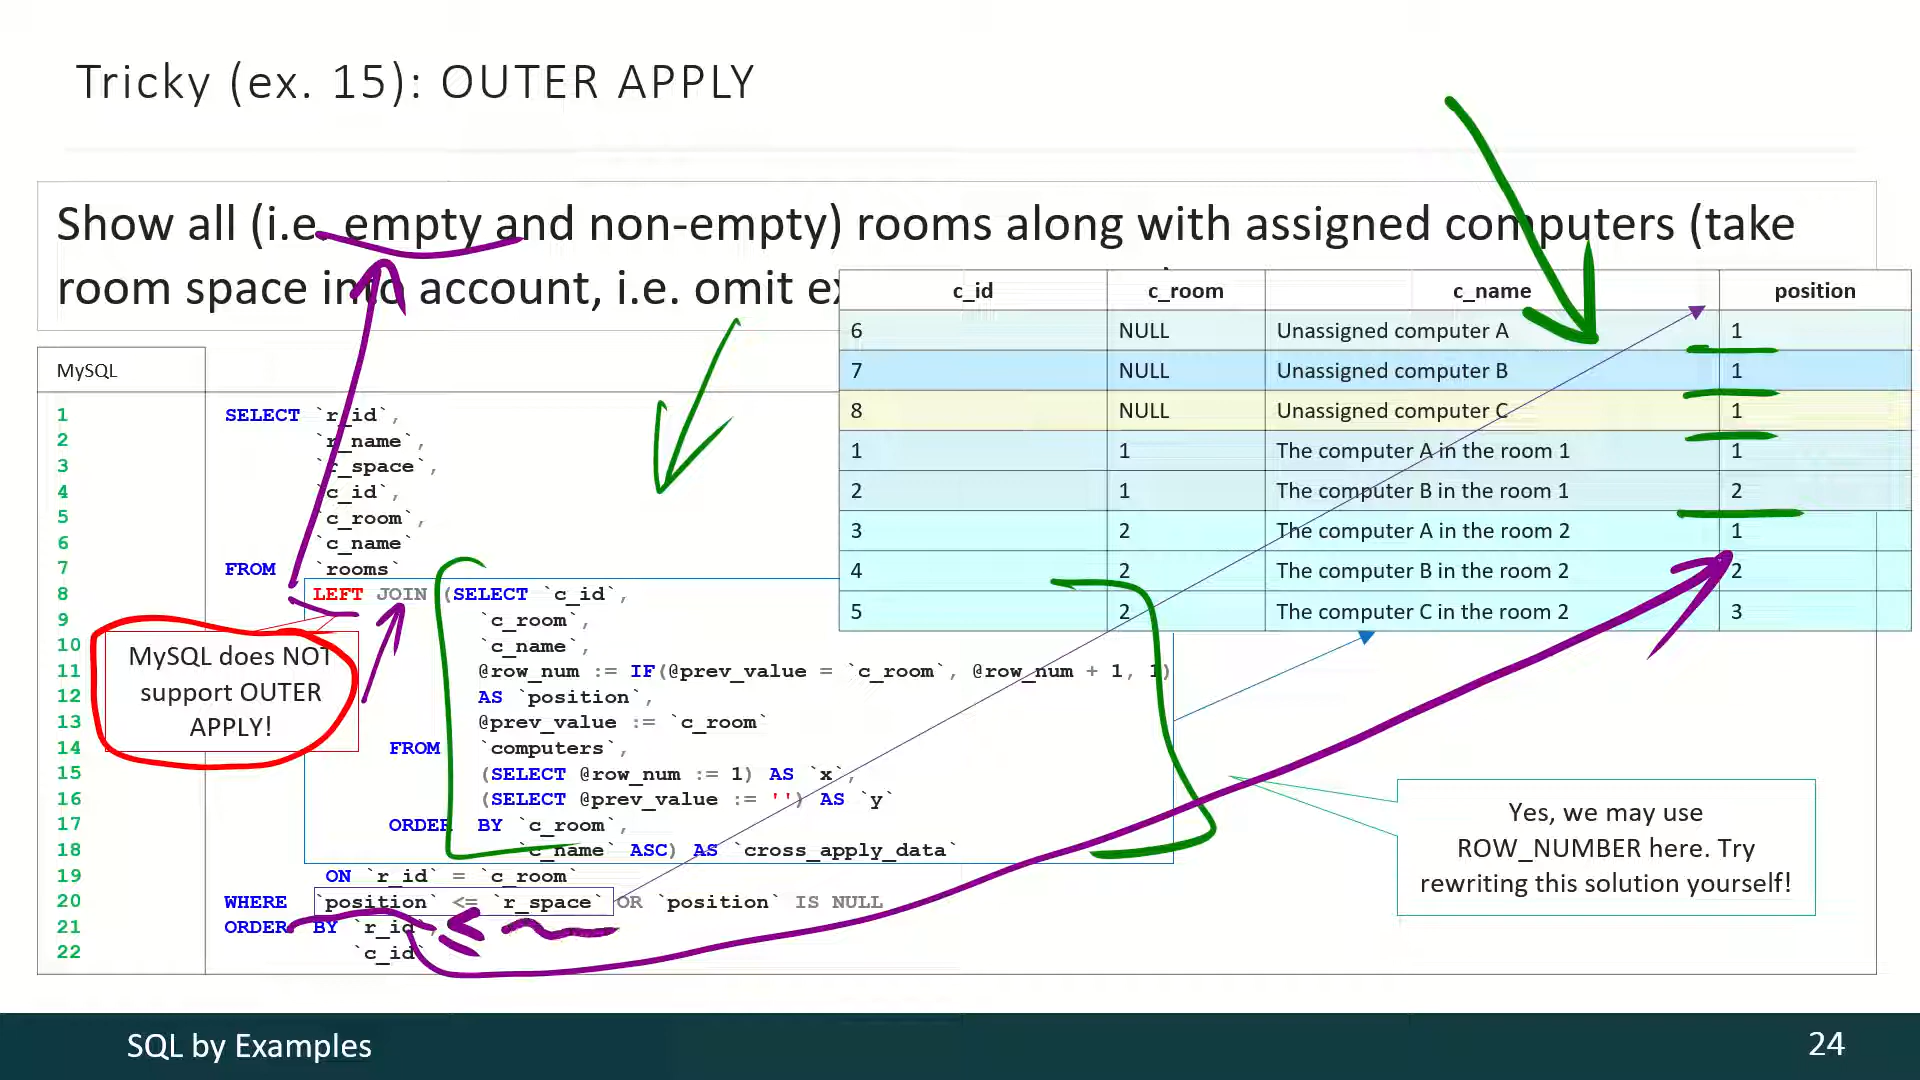 Tricky (ex. 15): OUTER APPLY
Show all (i.e. empty and non-empty) rooms along with assigned computers (take
room space into account, i.e. omit
c_id c_room c_name position
6 NULL Unassigned computer A 1
7 NULL Unassigned computer B 1
8 NULL Unassigned computer C 1
1 1 The computer A in the room 1 1
2 1 The computer B in the room 1 2
3 2 The computer A in the room 2 1
4 2 The computer B in the room 2 2
5 2 The computer C in the room 2 3
MySQL
1 SELECT `r_id`,
2 `r_name`,
3 `r_space`,
4 `c_id`,
5 `c_room`,
6 `c_name`
7 FROM `rooms`
8 LEFT JOIN (SELECT `c_id`,
9 `c_room`,
10 `c_name`,
11 @row_num := IF(@prev_value = `c_room`, @row_num + 1, 1)
12 AS `position`,
13 @prev_value := `c_room`
14 FROM `computers`,
15 (SELECT @row_num := 1) AS `x`,
16 (SELECT @prev_value := '') AS `y`
17 ORDER BY `c_room`,
18 `c_name` ASC) AS `cross_apply_data`
19 ON `r_id` = `c_room`
20 WHERE `position` <= `r_space` OR `position` IS NULL
21 ORDER BY `r_id`,
22 `c_id`
MySQL does NOT
support OUTER
APPLY!
Yes, we may use
ROW_NUMBER here. Try
rewriting this solution yourself!
SQL by Examples
24